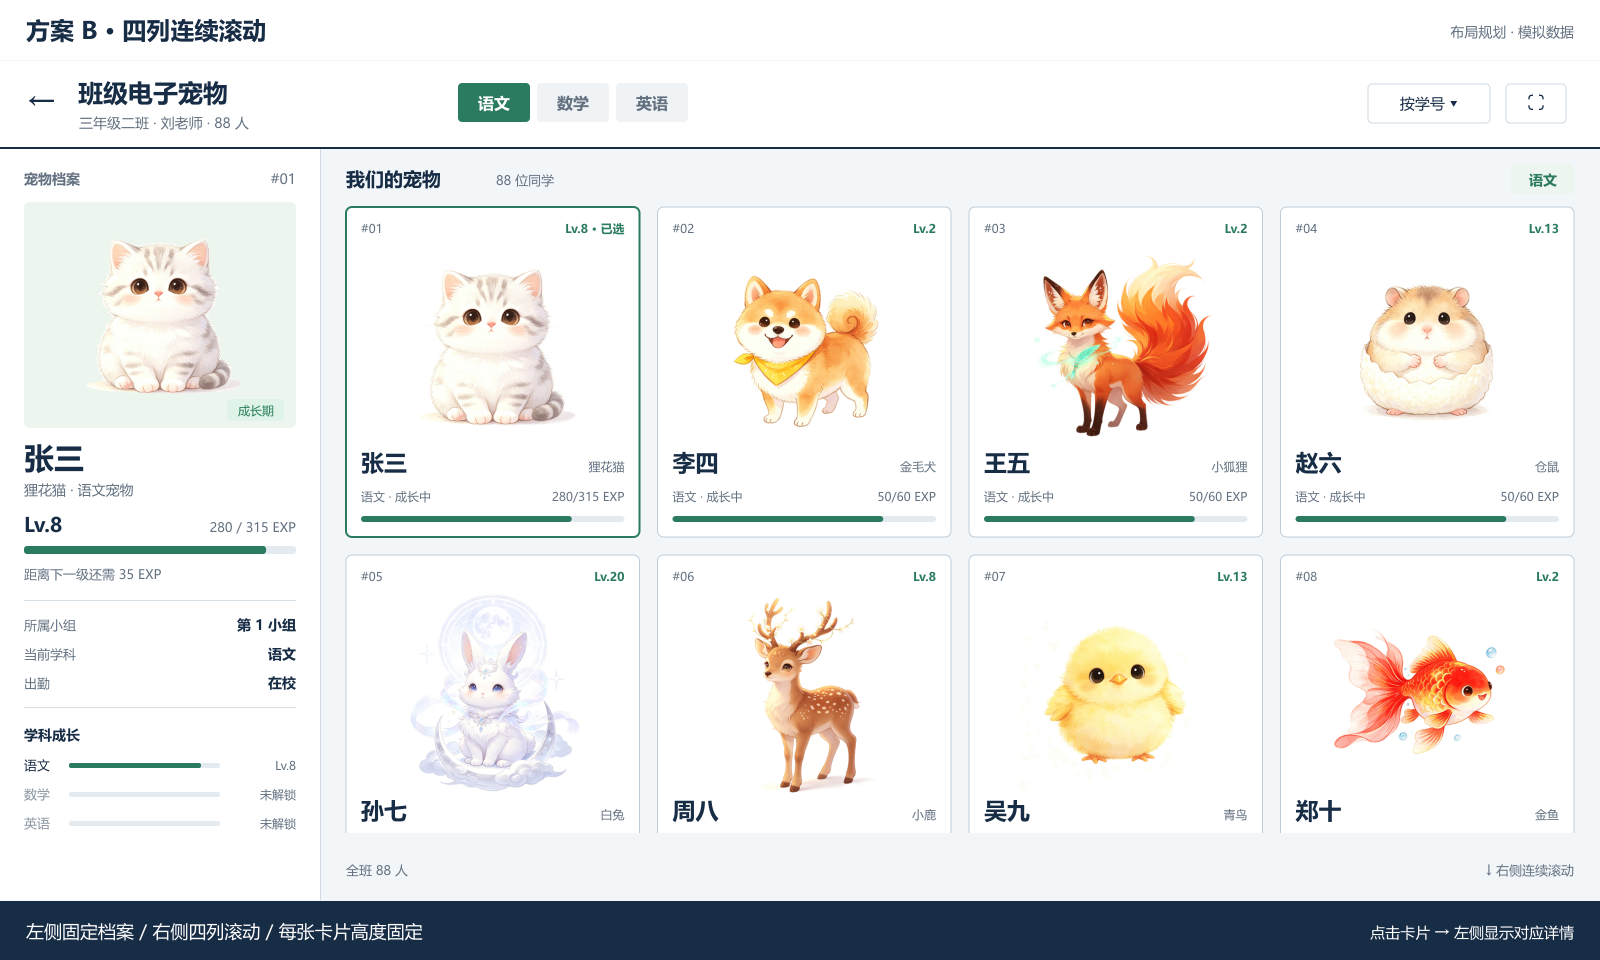 方案 B • 四列连续滚动
布局规划 · 模拟数据
← 班级电子宠物
三年级二班 · 刘老师 · 88 人
语文 数学 英语
按学号 ▾
宠物档案 #01
成长期
张三
狸花猫 · 语文宠物
Lv.8 280 / 315 EXP
距离下一级还需 35 EXP
所属小组 第 1 小组
当前学科 语文
出勤 在校
学科成长
语文 Lv.8
数学 未解锁
英语 未解锁
我们的宠物 88 位同学 语文
#01 Lv.8 • 已选
张三 狸花猫
语文 · 成长中 280/315 EXP
#02 Lv.2
李四 金毛犬
语文 · 成长中 50/60 EXP
#03 Lv.2
王五 小狐狸
语文 · 成长中 50/60 EXP
#04 Lv.13
赵六 仓鼠
语文 · 成长中 50/60 EXP
#05 Lv.20
孙七 白兔
#06 Lv.8
周八 小鹿
#07 Lv.13
吴九 青鸟
#08 Lv.2
郑十 金鱼
全班 88 人
↓ 右侧连续滚动
左侧固定档案 / 右侧四列滚动 / 每张卡片高度固定
点击卡片 → 左侧显示对应详情